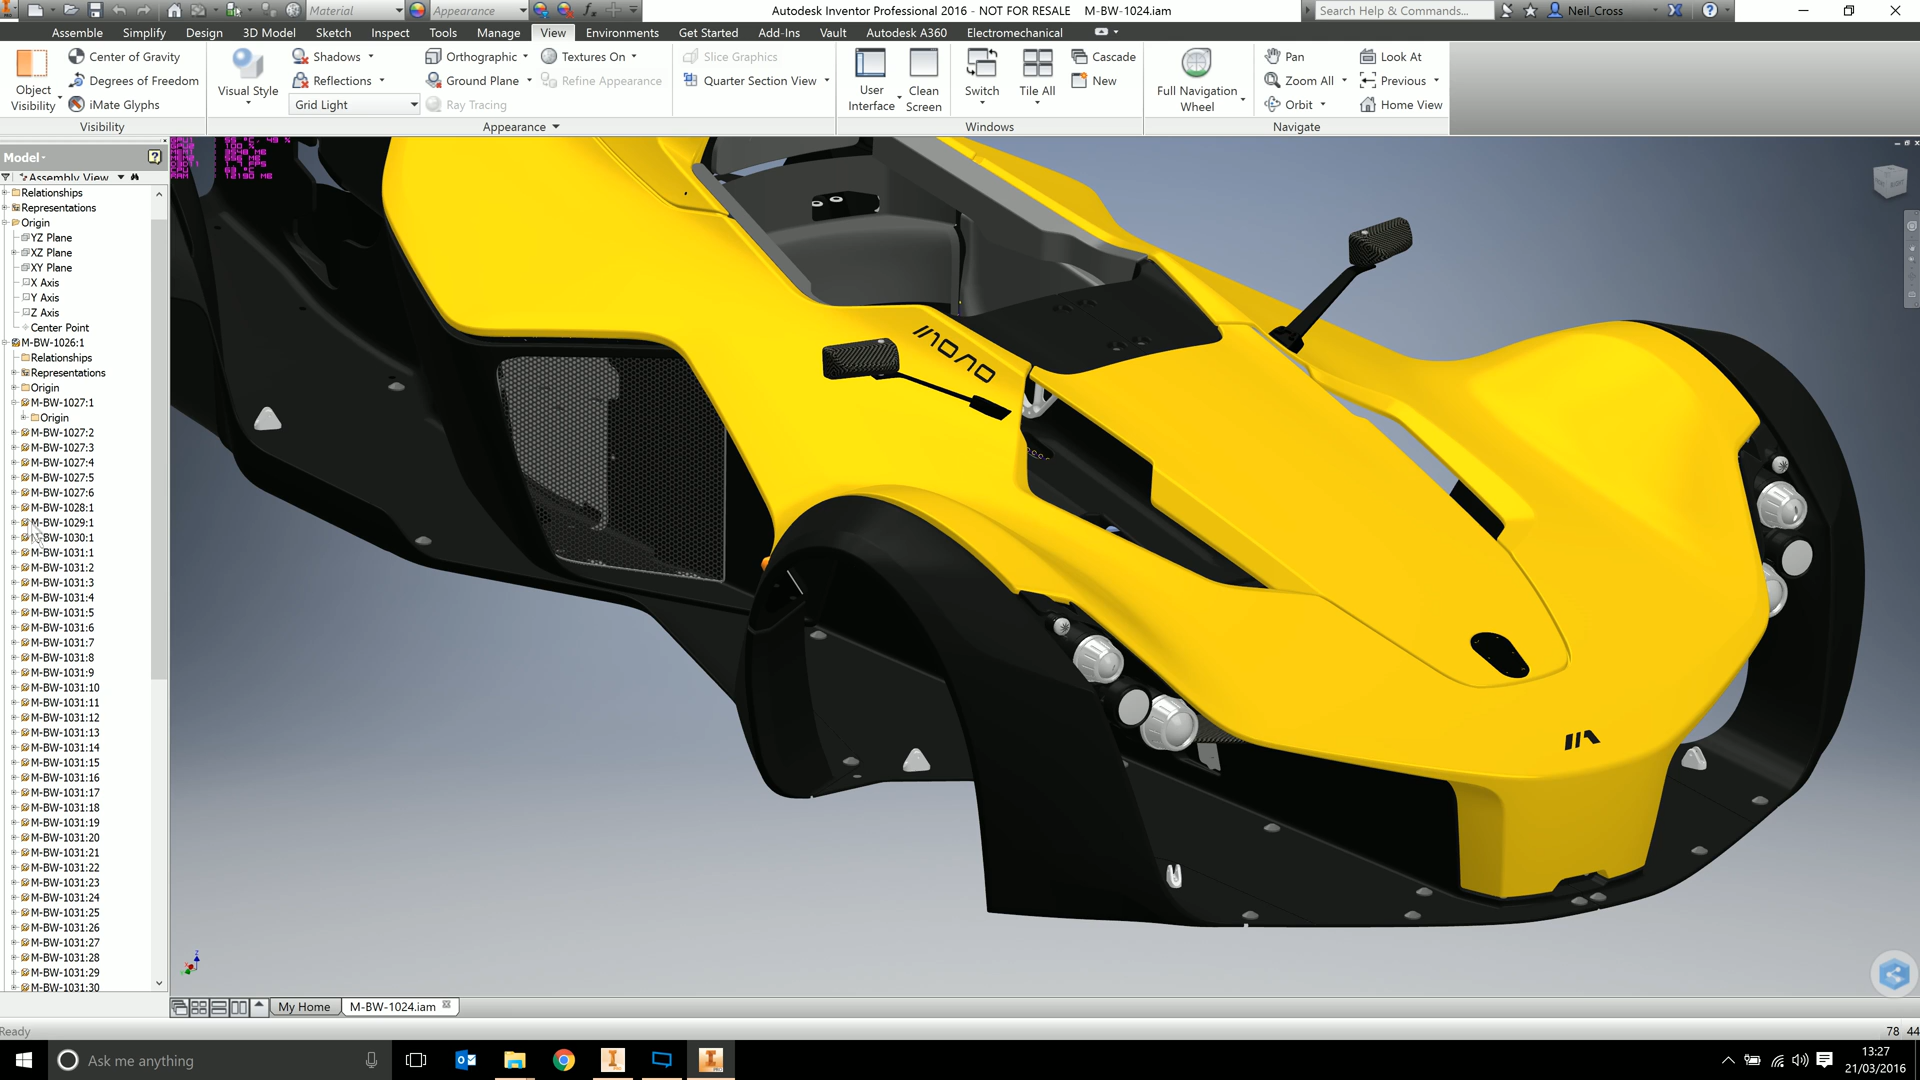 Material
Appearance
Autodesk Inventor Professional 2016 - NOT FOR RESALE M-BW-1024.iam
Search Help & Commands...
Neil_Cross
Assemble Simplify Design 3D Model Sketch Inspect Tools Manage View Environments Get Started Add-Ins Vault Autodesk A360 Electromechanical
Object Visibility
Center of Gravity
Degrees of Freedom
iMate Glyphs
Visibility
Visual Style
Shadows
Reflections
Grid Light
Orthographic
Ground Plane
Ray Tracing
Textures On
Refine Appearance
Appearance
Slice Graphics
Quarter Section View
User Interface
Clean Screen
Switch
Tile All
Cascade
New
Windows
Full Navigation Wheel
Pan
Zoom All
Orbit
Look At
Previous
Home View
Navigate
Model
Assembly View
Relationships
Representations
Origin
YZ Plane
XZ Plane
XY Plane
X Axis
Y Axis
Z Axis
Center Point
M-BW-1026:1
Relationships
Representations
Origin
M-BW-1027:1
Origin
M-BW-1027:2
M-BW-1027:3
M-BW-1027:4
M-BW-1027:5
M-BW-1027:6
M-BW-1028:1
M-BW-1029:1
M-BW-1030:1
M-BW-1031:1
M-BW-1031:2
M-BW-1031:3
M-BW-1031:4
M-BW-1031:5
M-BW-1031:6
M-BW-1031:7
M-BW-1031:8
M-BW-1031:9
M-BW-1031:10
M-BW-1031:11
M-BW-1031:12
M-BW-1031:13
M-BW-1031:14
M-BW-1031:15
M-BW-1031:16
M-BW-1031:17
M-BW-1031:18
M-BW-1031:19
M-BW-1031:20
M-BW-1031:21
M-BW-1031:22
M-BW-1031:23
M-BW-1031:24
M-BW-1031:25
M-BW-1031:26
M-BW-1031:27
M-BW-1031:28
M-BW-1031:29
M-BW-1031:30
mono
My Home
M-BW-1024.iam
Ready
78 44
Ask me anything
13:27
21/03/2016